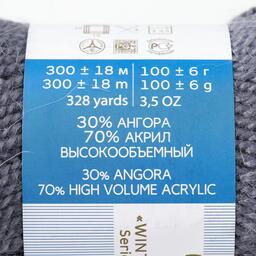 300 ± 18 м 100 ± 6 г
300 ± 18 m 100 ± 6 g
328 yards 3,5 OZ
30% АНГОРА
70% АКРИЛ
ВЫСОКООБЪЕМНЫЙ
30% ANGORA
70% HIGH VOLUME ACRYLIC